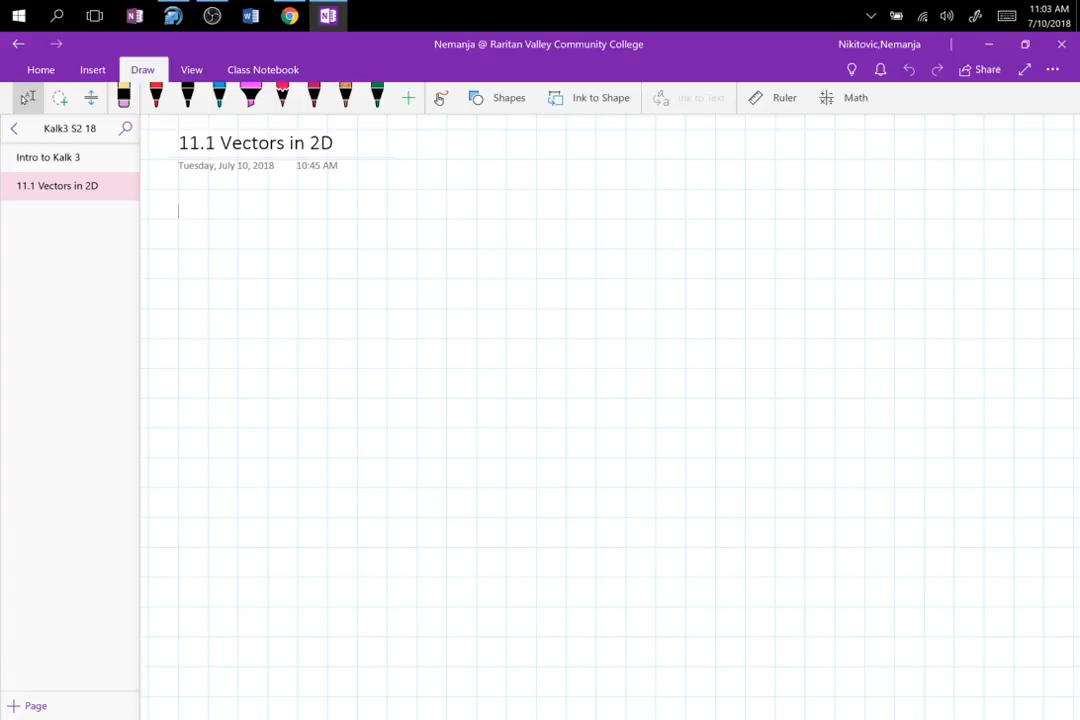 11:03 AM
7/10/2018
Nemanja @ Raritan Valley Community College
Nikitovic,Nemanja
Home Insert Draw View Class Notebook
Share
Shapes Ink to Shape Ink to Text Ruler Math
Kalk3 S2 18
Intro to Kalk 3
11.1 Vectors in 2D
11.1 Vectors in 2D
Tuesday, July 10, 2018 10:45 AM
Page